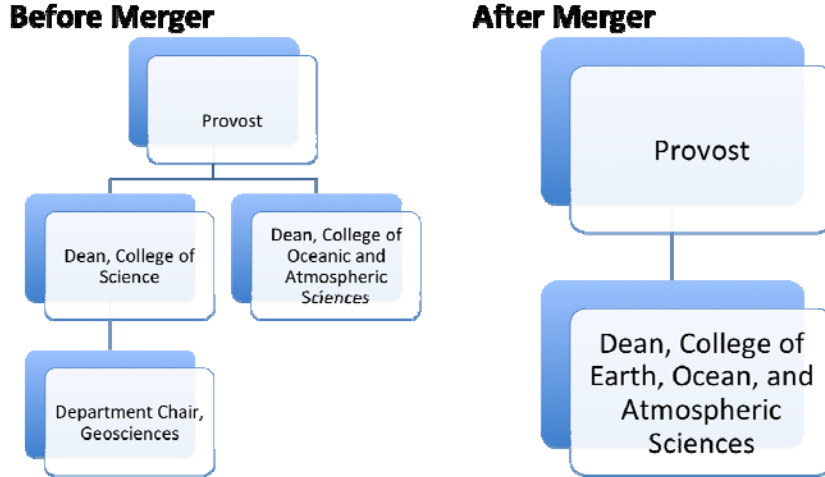 Before Merger
Provost
Dean, College of
Science
Dean, College of
Oceanic and
Atmospheric
Sciences
Department Chair,
Geosciences
After Merger
Provost
Dean, College of
Earth, Ocean, and
Atmospheric
Sciences